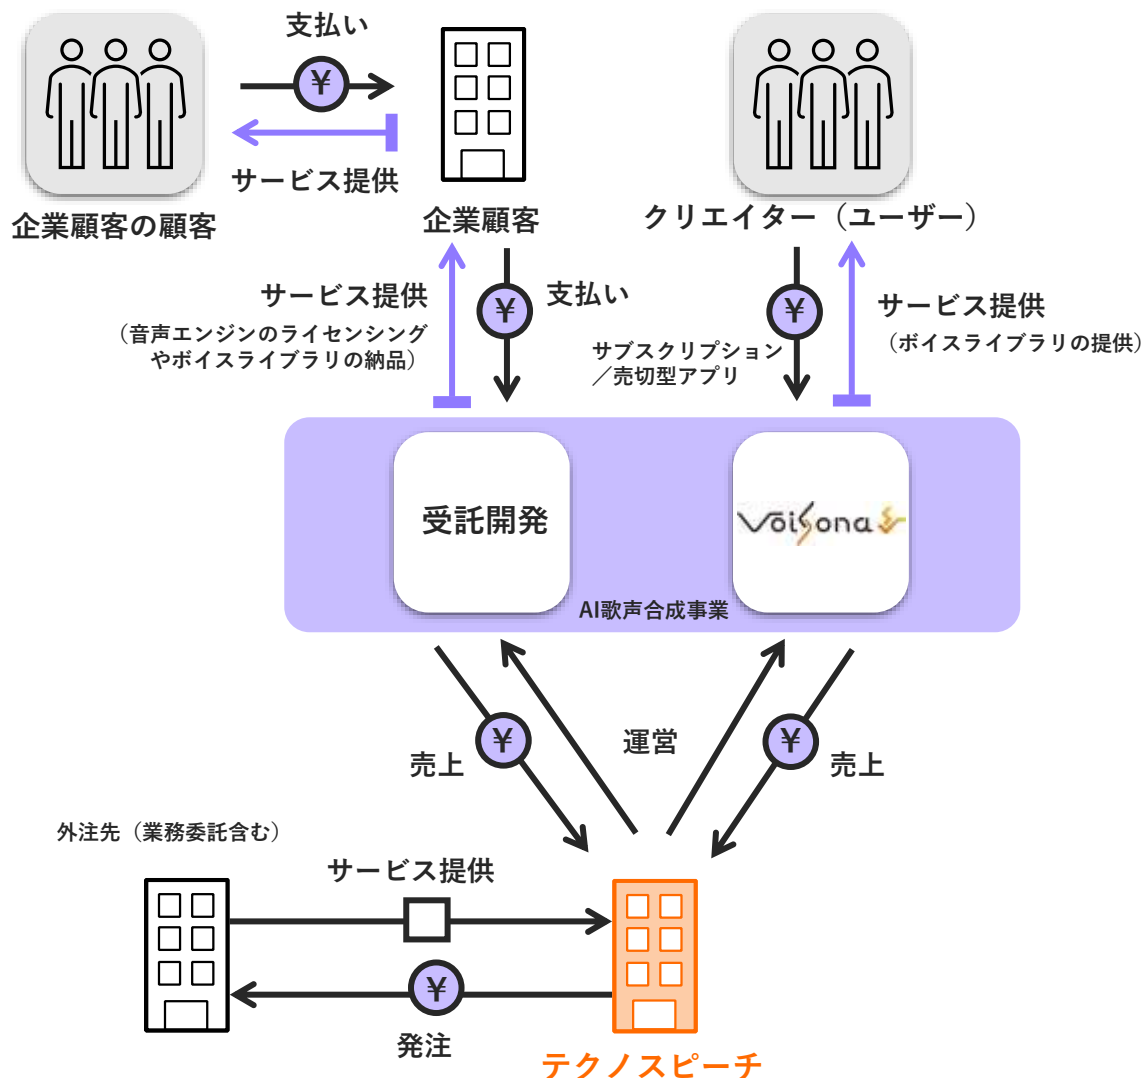 支払い
¥
サービス提供
企業顧客の顧客
企業顧客
クリエイター（ユーザー）
サービス提供
（音声エンジンのライセンシング
やボイスライブラリの納品）
¥
支払い
¥
サブスクリプション
／売切型アプリ
サービス提供
（ボイスライブラリの提供）
受託開発
VoiSona
AI歌声合成事業
¥
売上
運営
¥
売上
外注先（業務委託含む）
サービス提供
¥
発注
テクノスピーチ